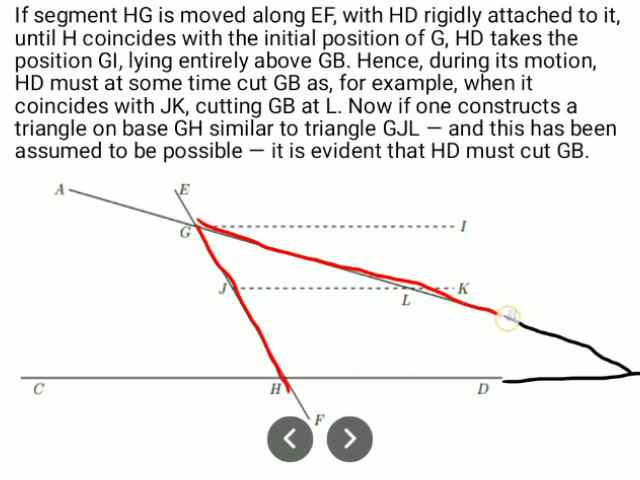 If segment HG is moved along EF, with HD rigidly attached to it,
until H coincides with the initial position of G, HD takes the
position GI, lying entirely above GB. Hence, during its motion,
HD must at some time cut GB as, for example, when it
coincides with JK, cutting GB at L. Now if one constructs a
triangle on base GH similar to triangle GJL — and this has been
assumed to be possible — it is evident that HD must cut GB.
A
E
G
I
J
K
L
B
C
H
D
F